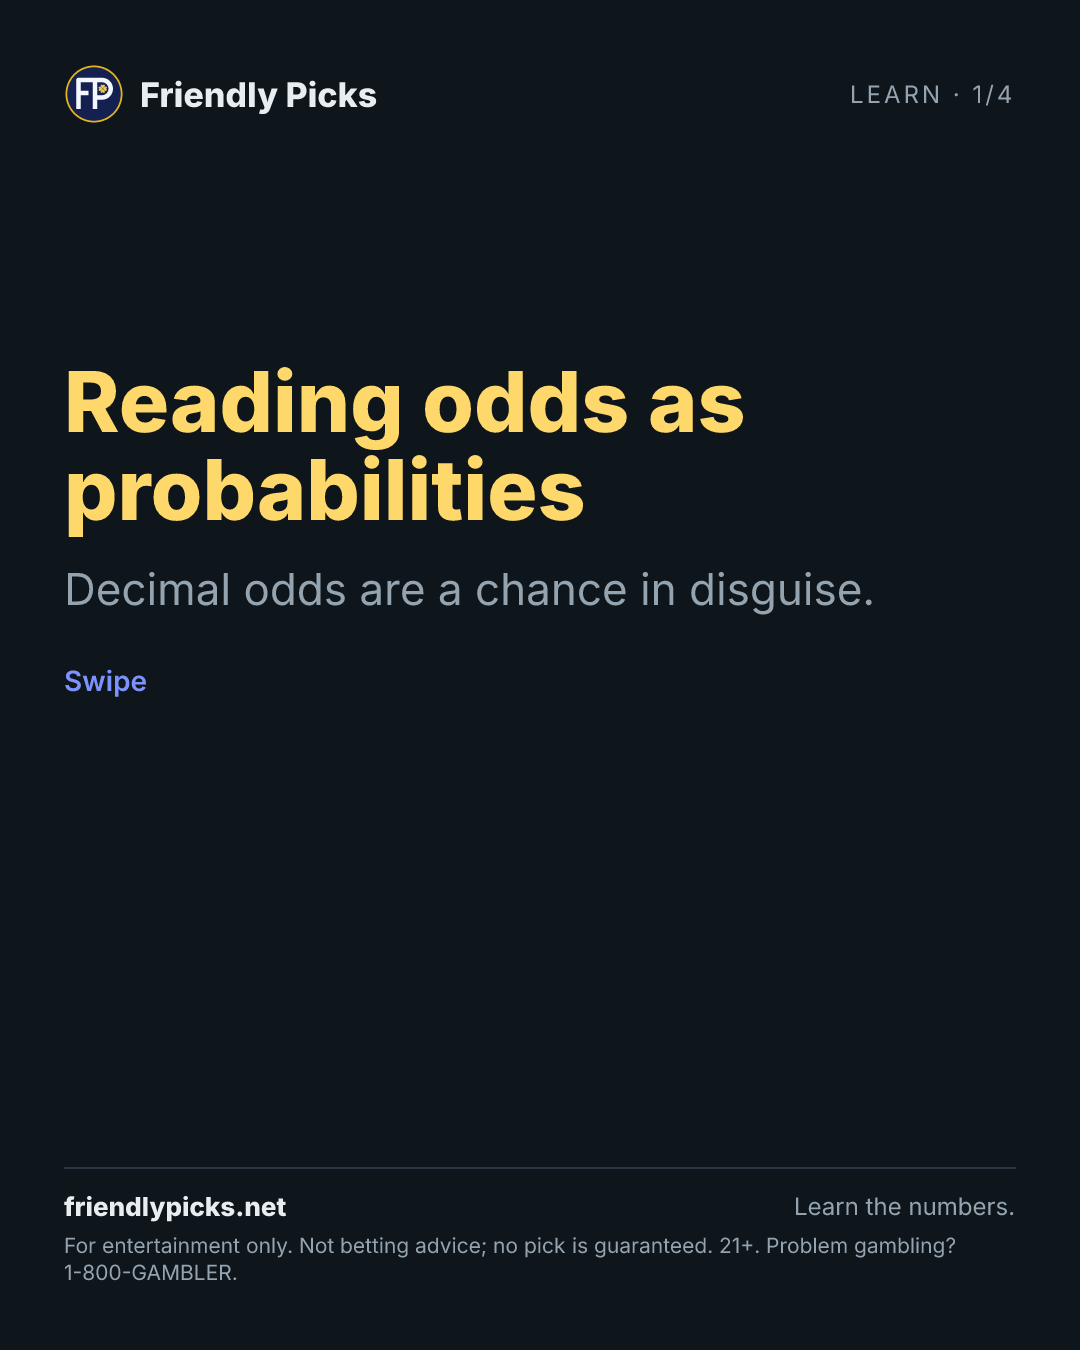 FP Friendly Picks
LEARN · 1/4
Reading odds as
probabilities
Decimal odds are a chance in disguise.
Swipe
friendlypicks.net
Learn the numbers.
For entertainment only. Not betting advice; no pick is guaranteed. 21+. Problem gambling?
1-800-GAMBLER.